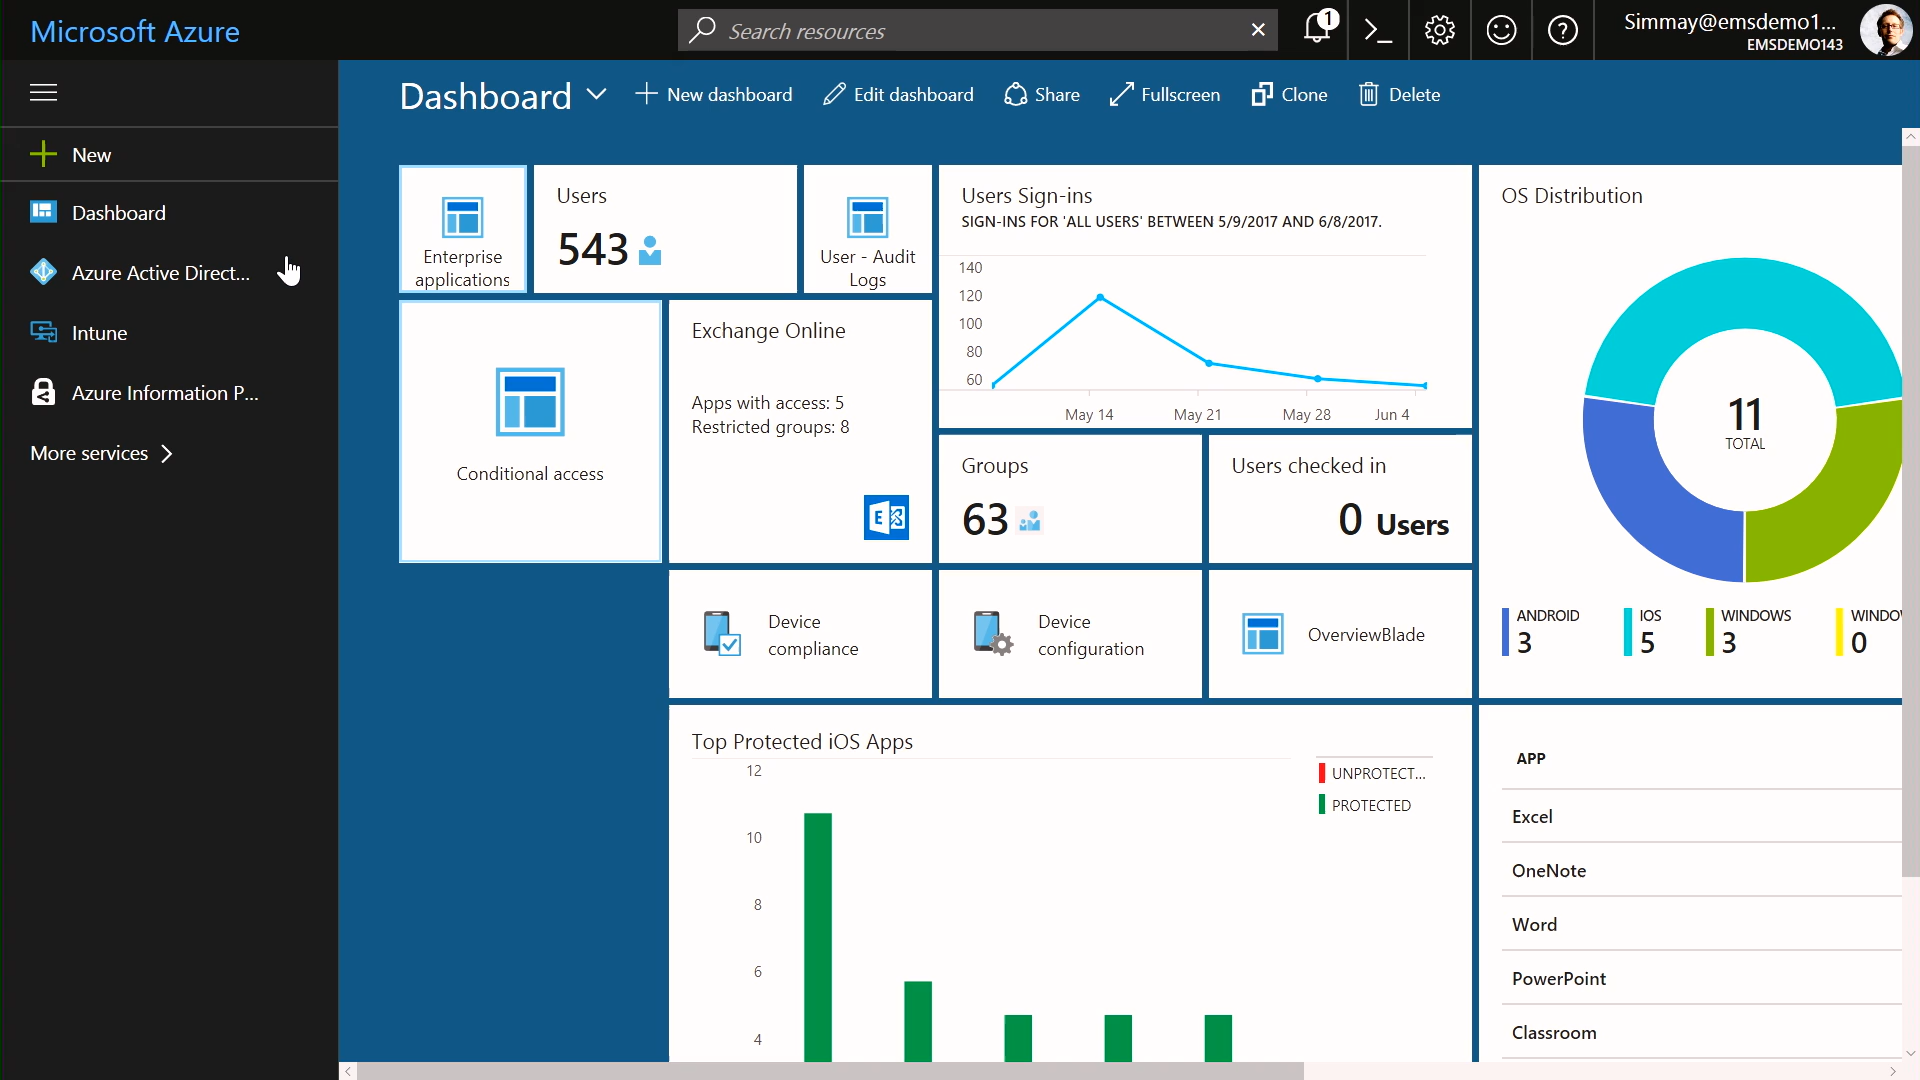 Microsoft Azure
Search resources
1
Simmay@emsdemo1...
EMSDEMO143
Dashboard
New dashboard
Edit dashboard
Share
Fullscreen
Clone
Delete
New
Dashboard
Azure Active Direct...
Intune
Azure Information P...
More services
Enterprise
applications
Users
543
User - Audit
Logs
Users Sign-ins
SIGN-INS FOR 'ALL USERS' BETWEEN 5/9/2017 AND 6/8/2017.
140
120
100
80
60
May 14
May 21
May 28
Jun 4
OS Distribution
11
TOTAL
ANDROID
3
IOS
5
WINDOWS
3
WINDO
0
Conditional access
Exchange Online
Apps with access: 5
Restricted groups: 8
E
Groups
63
Users checked in
0 Users
Device
compliance
Device
configuration
OverviewBlade
Top Protected iOS Apps
12
10
8
6
4
UNPROTECT...
PROTECTED
APP
Excel
OneNote
Word
PowerPoint
Classroom